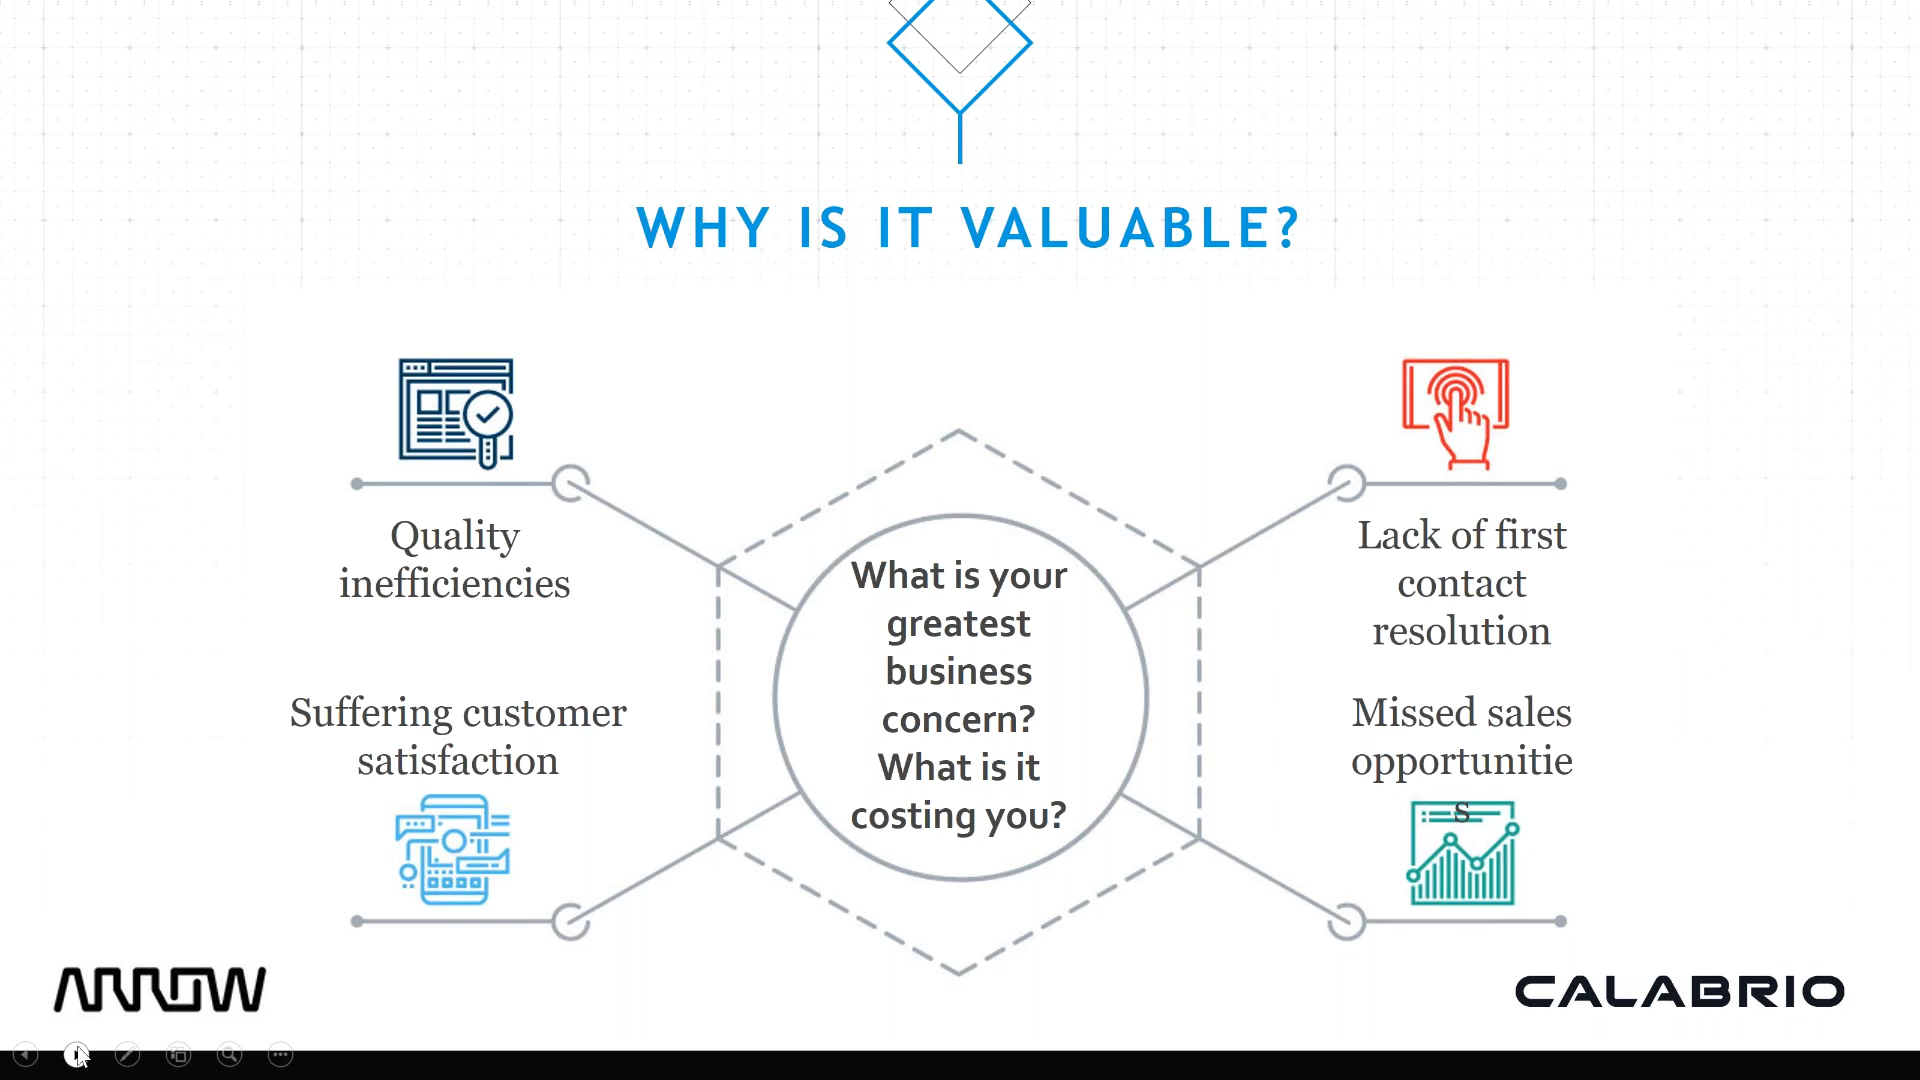 WHY IS IT VALUABLE?
Quality
inefficiencies
Suffering customer
satisfaction
What is your
greatest
business
concern?
What is it
costing you?
Lack of first
contact
resolution
Missed sales
opportunitie
s
ARROW
CALABRIO